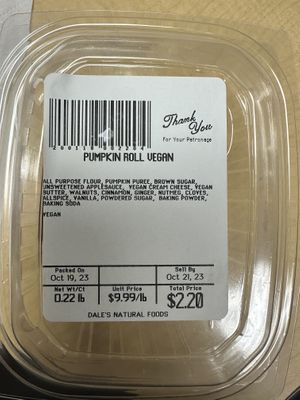 Thank
You
For Your Patronage
PUMPKIN ROLL VEGAN
ALL PURPOSE FLOUR, PUMPKIN PUREE, BROWN SUGAR,
UNSWEETENED APPLESAUCE, VEGAN CREAM CHEESE, VEGAN
BUTTER, WALNUTS, CINNAMON, GINGER, NUTMEG, CLOVES,
ALLSPICE, VANILLA, POWDERED SUGAR, BAKING POWDER,
BAKING SODA
VEGAN
Packed On
Oct 19, 23
Sell By
Oct 21, 23
Net Wt/Ct
0.22 lb
Unit Price
$9.99/lb
Total Price
$2.20
DALE'S NATURAL FOODS